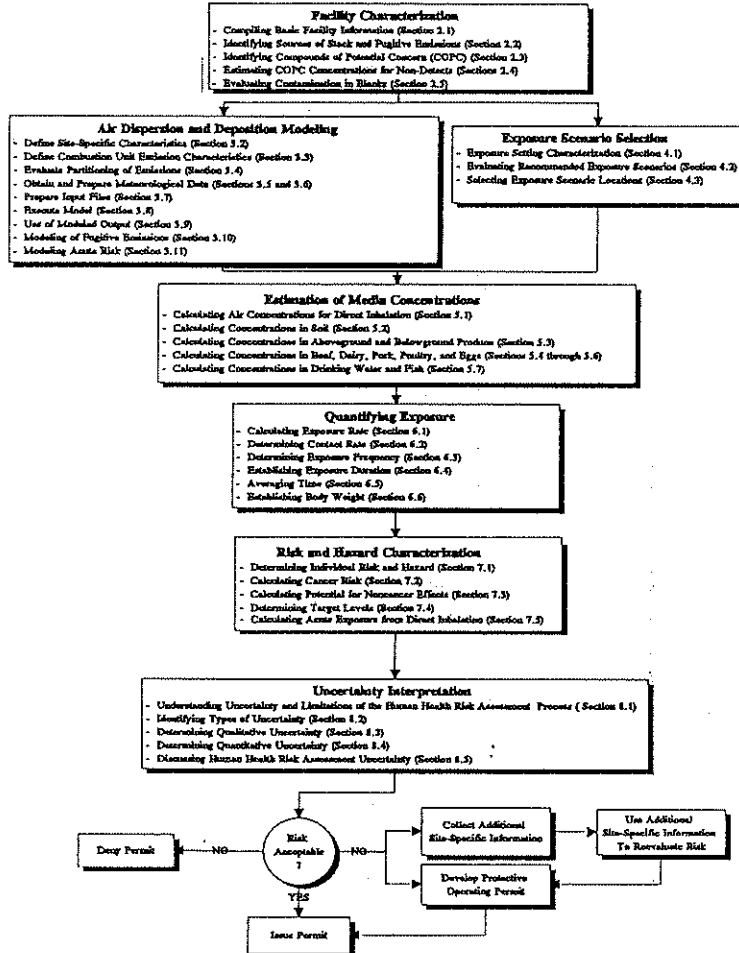 Facility Characterization
- Compiling Basic Facility Information (Section 2.1)
- Identifying Sources of Stack and Fugitive Emissions (Section 2.2)
- Identifying Compounds of Potential Concern (COPC) (Section 2.3)
- Estimating COPC Concentrations for Non-Detects (Sections 2.4)
- Evaluating Contamination in Blanks (Section 2.5)
Air Dispersion and Deposition Modeling
- Define Site-Specific Characteristics (Section 3.2)
- Define Combustion Unit Emission Characteristics (Section 3.3)
- Evaluate Partitioning of Emissions (Section 3.4)
- Obtain and Prepare Meteorological Data (Sections 3.5 and 3.6)
- Prepare Input Files (Section 3.7)
- Execute Model (Section 3.8)
- Use of Modeled Output (Section 3.9)
- Modeling of Fugitive Emissions (Section 3.10)
- Modeling Acute Risk (Section 3.11)
Exposure Scenario Selection
- Exposure Setting Characterization (Section 4.1)
- Evaluating Recommended Exposure Scenarios (Section 4.2)
- Selecting Exposure Scenario Locations (Section 4.3)
Estimation of Media Concentrations
- Calculating Air Concentrations for Direct Inhalation (Section 5.1)
- Calculating Concentrations in Soil (Section 5.2)
- Calculating Concentrations in Aboveground and Belowground Produce (Section 5.3)
- Calculating Concentrations in Beef, Dairy, Pork, Poultry, and Eggs (Sections 5.4 through 5.6)
- Calculating Concentrations in Drinking Water and Fish (Section 5.7)
Quantifying Exposure
- Calculating Exposure Rate (Section 6.1)
- Determining Contact Rate (Section 6.2)
- Determining Exposure Frequency (Section 6.3)
- Establishing Exposure Duration (Section 6.4)
- Averaging Time (Section 6.5)
- Establishing Body Weight (Section 6.6)
Risk and Hazard Characterization
- Determining Individual Risk and Hazard (Section 7.1)
- Calculating Cancer Risk (Section 7.2)
- Calculating Potential for Noncancer Effects (Section 7.3)
- Determining Target Levels (Section 7.4)
- Calculating Acute Exposure from Direct Inhalation (Section 7.5)
Uncertainty Interpretation
- Understanding Uncertainty and Limitations of the Human Health Risk Assessment Process ( Section 8.1)
- Identifying Types of Uncertainty (Section 8.2)
- Determining Qualitative Uncertainty (Section 8.3)
- Determining Quantitative Uncertainty (Section 8.4)
- Discussing Human Health Risk Assessment Uncertainty (Section 8.5)
Deny Permit
NO
Risk
Acceptable
?
NO
YES
Collect Additional
Site-Specific Information
Use Additional
Site-Specific Information
To Reevaluate Risk
Develop Protective
Operating Permit
Issue Permit